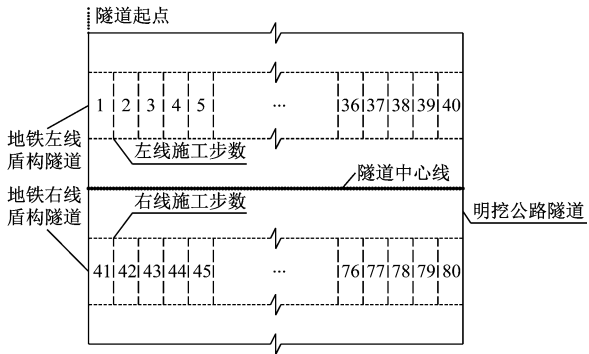 隧道起点
1 2 3 4 5 ... 36 37 38 39 40
地铁左线
盾构隧道
左线施工步数
隧道中心线
地铁右线
盾构隧道
右线施工步数
明挖公路隧道
41 42 43 44 45 ... 76 77 78 79 80